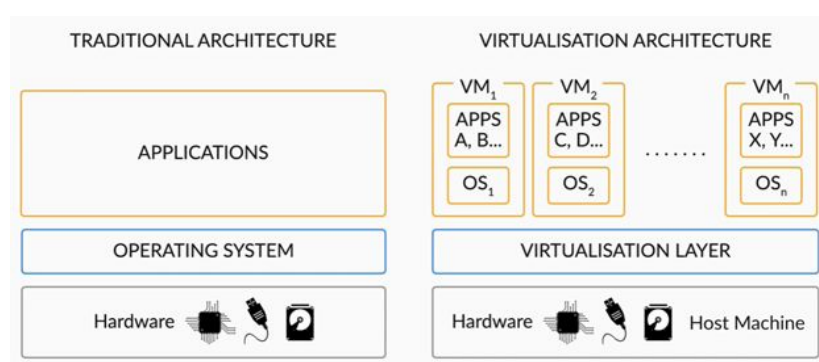 TRADITIONAL ARCHITECTURE
APPLICATIONS
OPERATING SYSTEM
Hardware
VIRTUALISATION ARCHITECTURE
VM1 VM2 VMn
APPS APPS ....... APPS
A, B... C, D... X, Y...
OS1 OS2 OSn
VIRTUALISATION LAYER
Hardware Host Machine